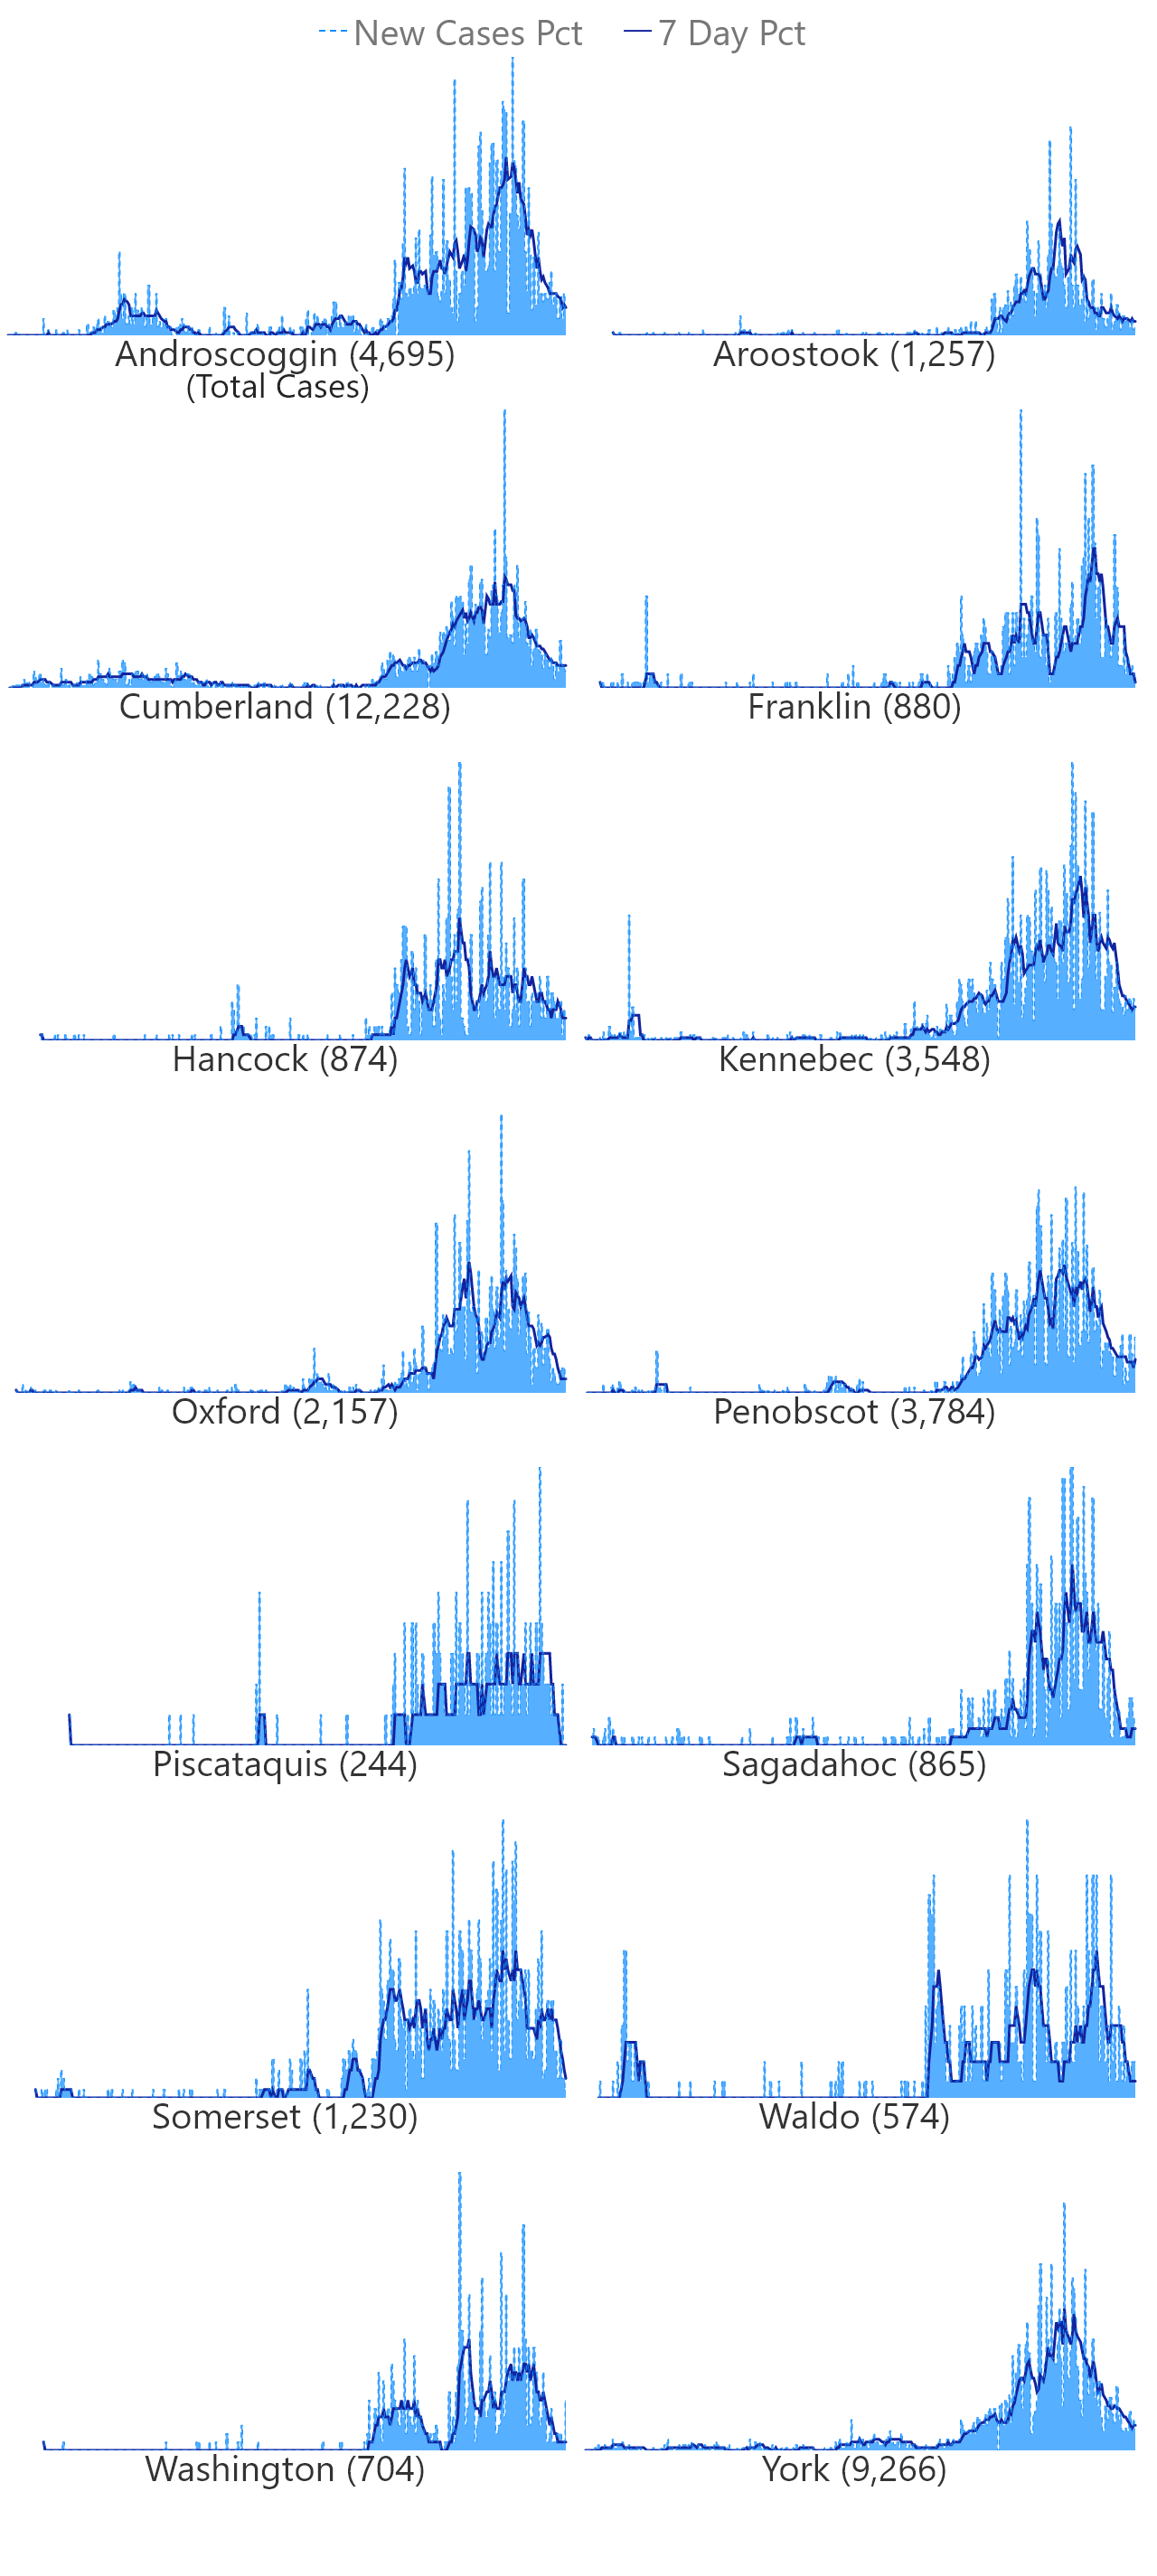 New Cases Pct 7 Day Pct
Androscoggin (4,695) Aroostook (1,257)
(Total Cases)
Cumberland (12,228) Franklin (880)
Hancock (874) Kennebec (3,548)
Oxford (2,157) Penobscot (3,784)
Piscataquis (244) Sagadahoc (865)
Somerset (1,230) Waldo (574)
Washington (704) York (9,266)